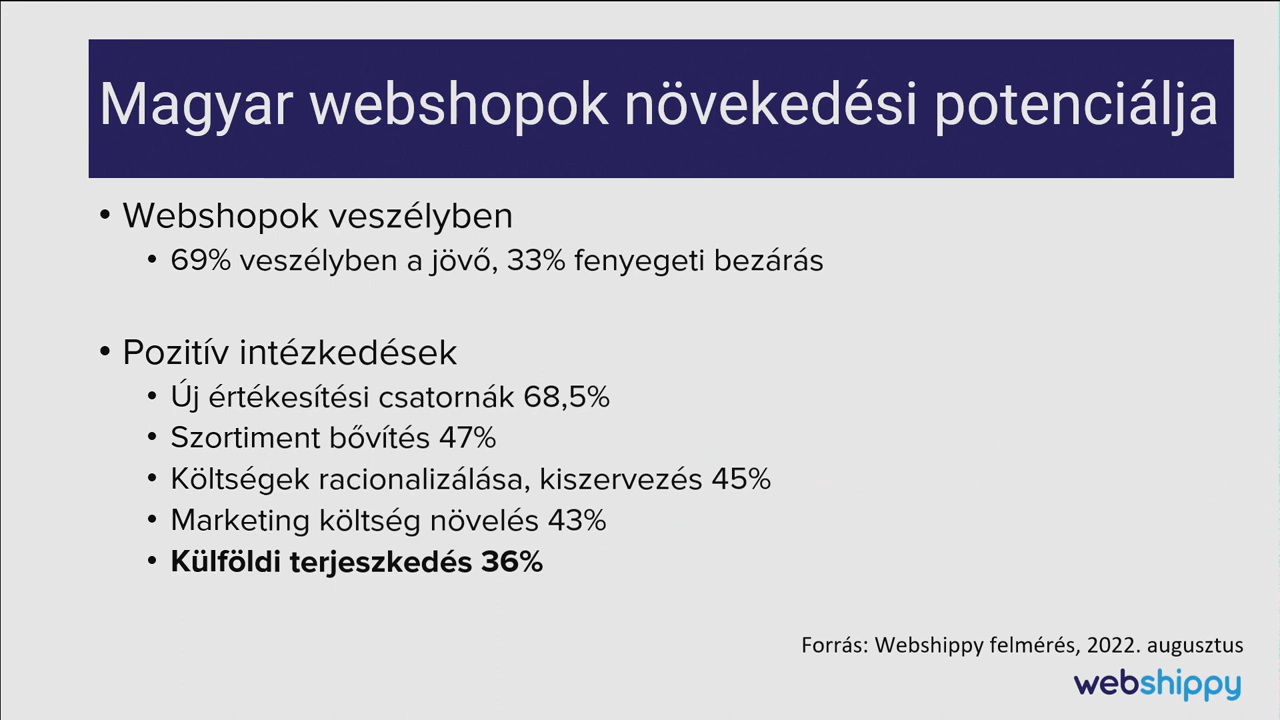 Magyar webshopok növekedési potenciálja
• Webshopok veszélyben
• 69% veszélyben a jövő, 33% fenyegeti bezárás
• Pozitív intézkedések
• Új értékesítési csatornák 68,5%
• Szortiment bővítés 47%
• Költségek racionalizálása, kiszervezés 45%
• Marketing költség növelés 43%
• Külföldi terjeszkedés 36%
Forrás: Webshippy felmérés, 2022. augusztus
webshippy